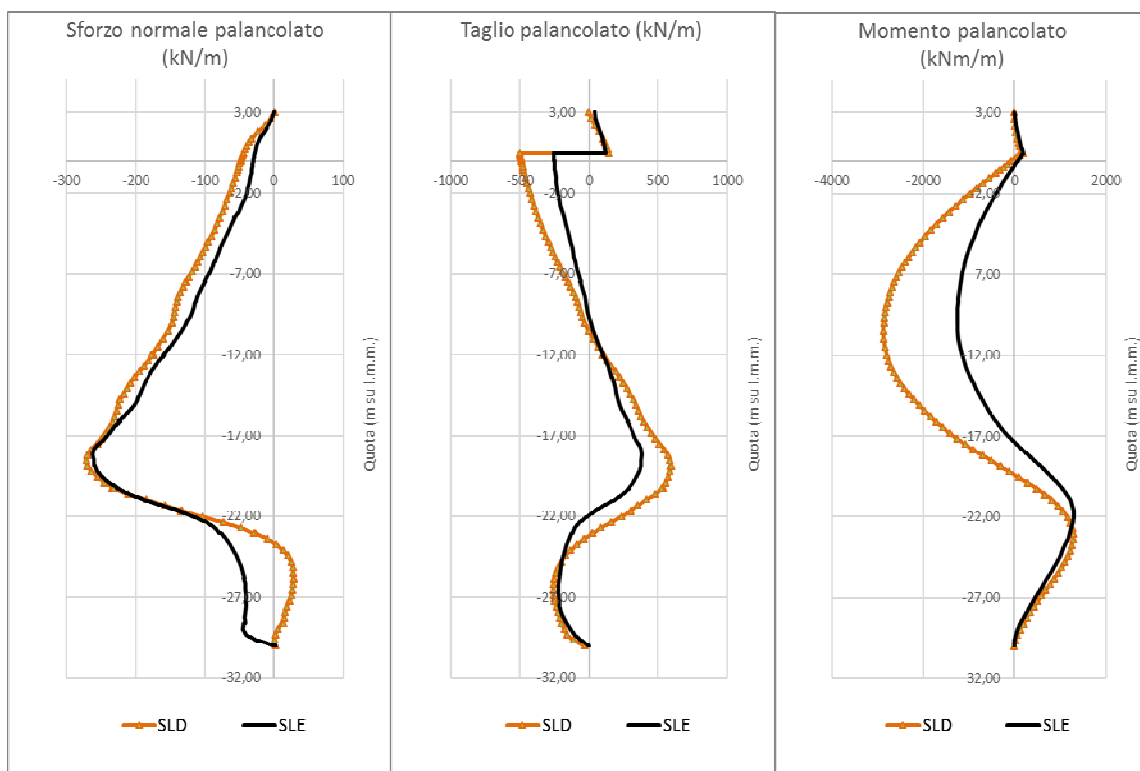 Sforzo normale palancolato
(kN/m)
3,00
-300 -200 -100 0 100
-2,00
-7,00
-12,00
-17,00
-22,00
-27,00
-32,00
Quota (m su l.m.m.)
SLD SLE
Taglio palancolato (kN/m)
3,00
-1000 -500 0 500 1000
-2,00
-7,00
-12,00
-17,00
-22,00
-27,00
-32,00
Quota (m su l.m.m.)
SLD SLE
Momento palancolato
(kNm/m)
3,00
-4000 -2000 0 2000
-2,00
-7,00
-12,00
-17,00
-22,00
-27,00
-32,00
Quota (m su l.m.m.)
SLD SLE